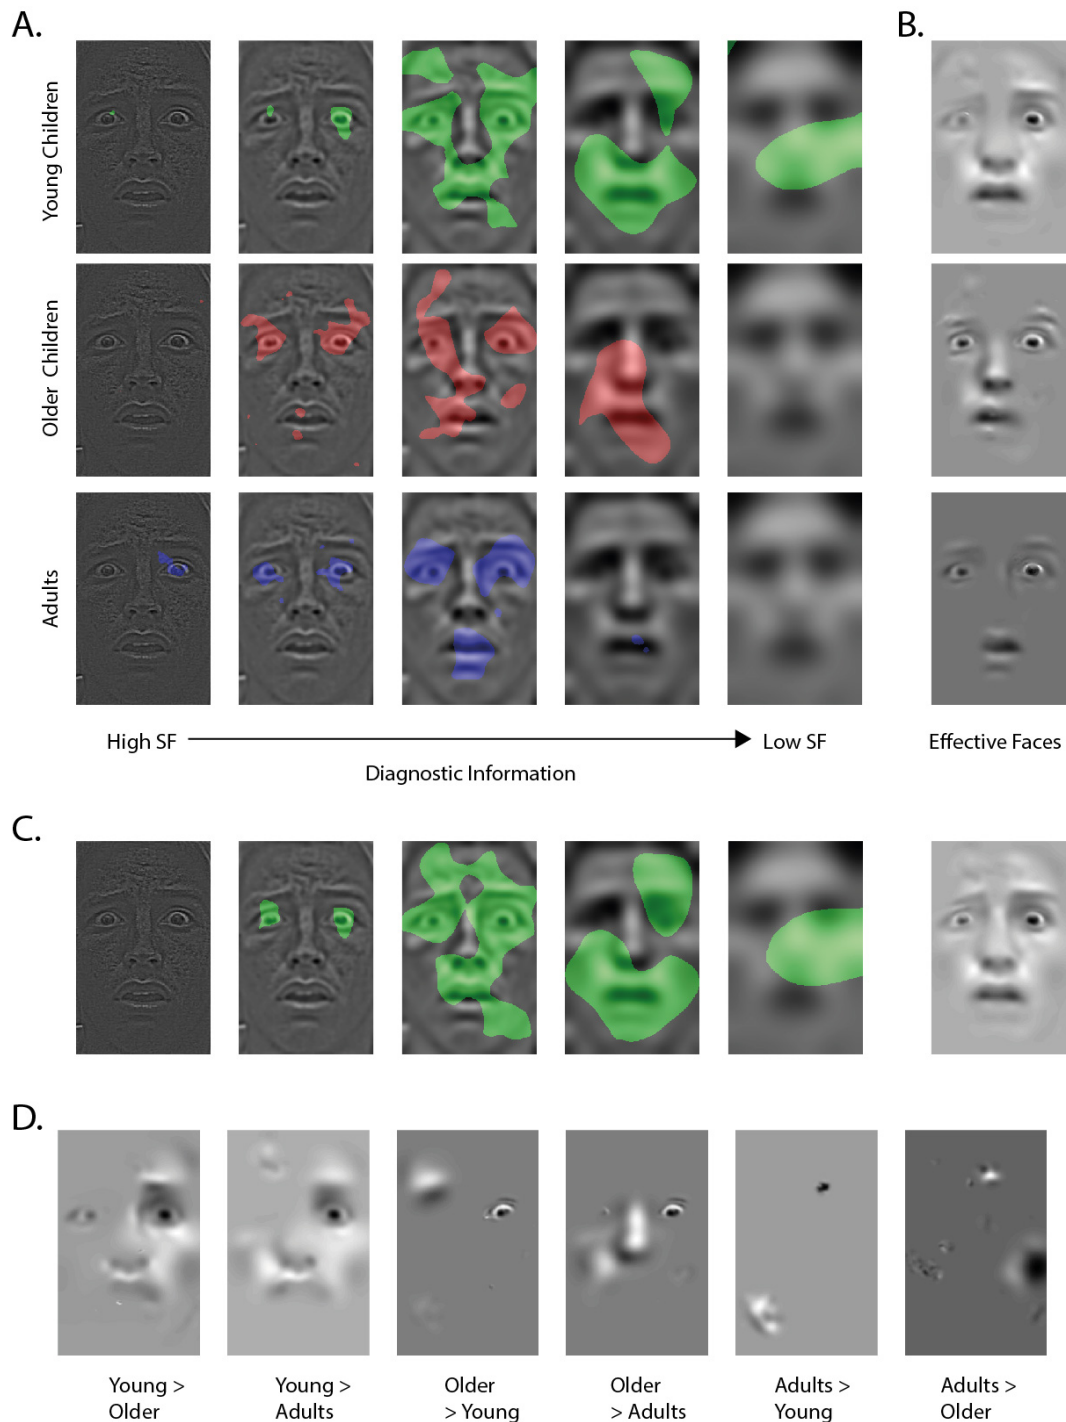 A.
B.
Young Children
Older Children
Adults
High SF
Low SF
Effective Faces
Diagnostic Information
C.
D.
Young >
Older
Young >
Adults
Older
> Young
Older
> Adults
Adults >
Young
Adults >
Older